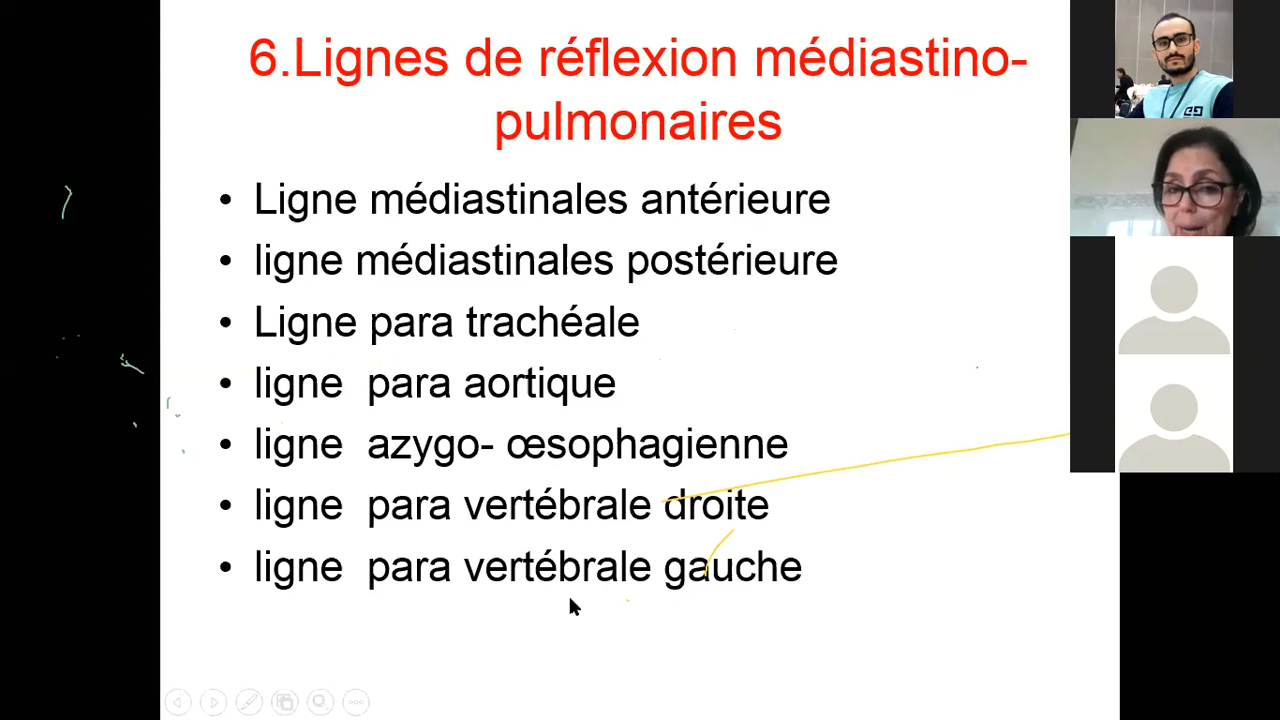 6.Lignes de réflexion médiastino-
pulmonaires
• Ligne médiastinales antérieure
• ligne médiastinales postérieure
• Ligne para trachéale
• ligne  para aortique
• ligne  azygo- œsophagienne
• ligne  para vertébrale droite
• ligne  para vertébrale gauche